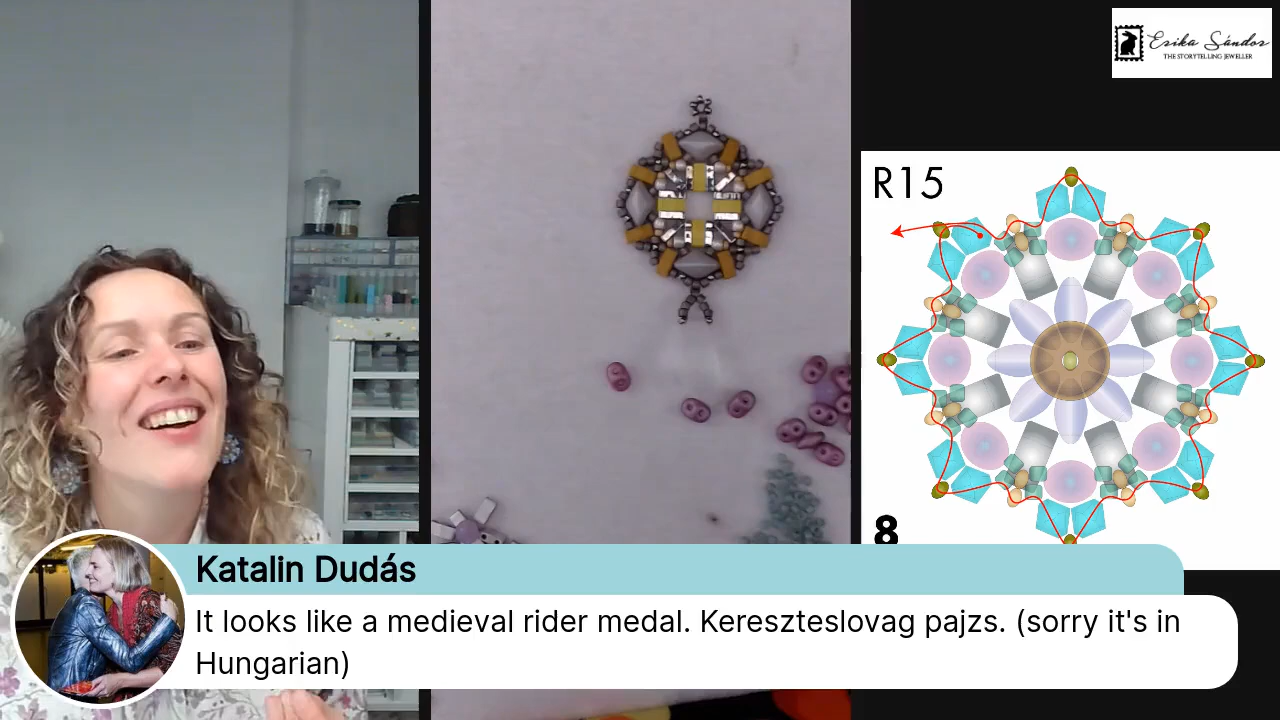 Erika Sándor
THE STORYTELLING JEWELLER
R15
8
Katalin Dudás
It looks like a medieval rider medal. Kereszteslovag pajzs. (sorry it's in
Hungarian)